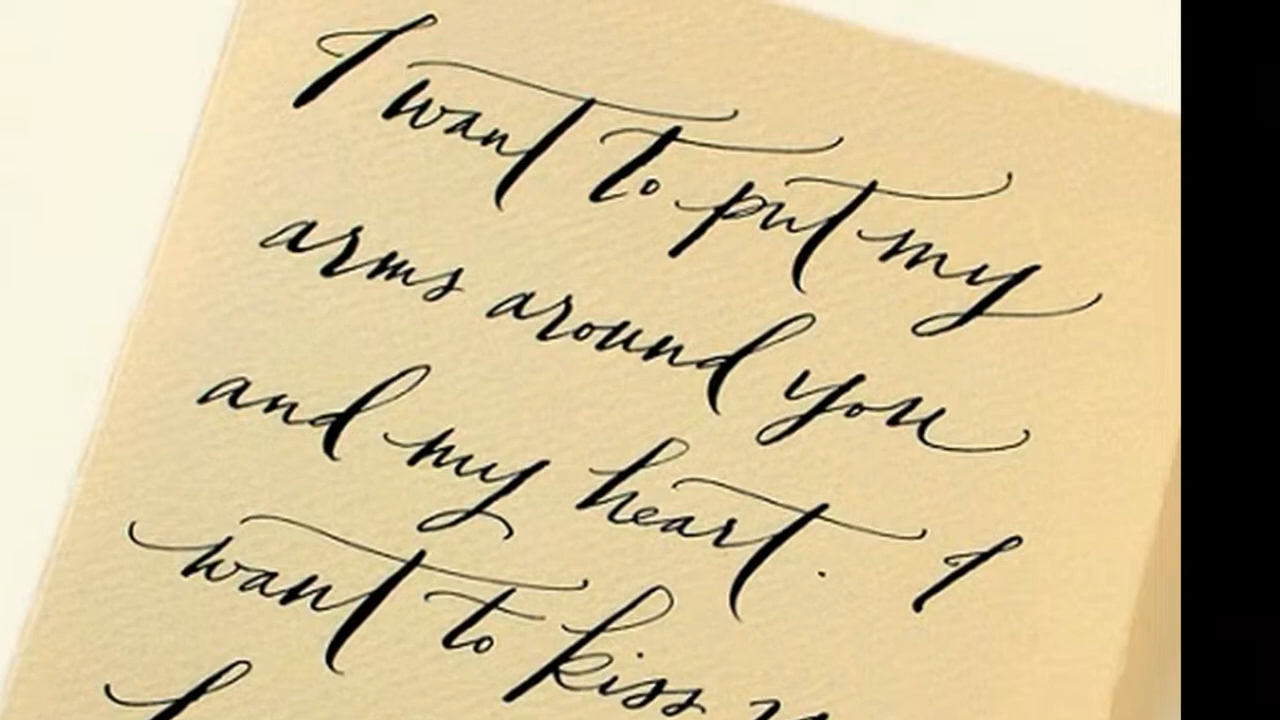 I want to put my
arms around you
and my heart. I
want to kiss